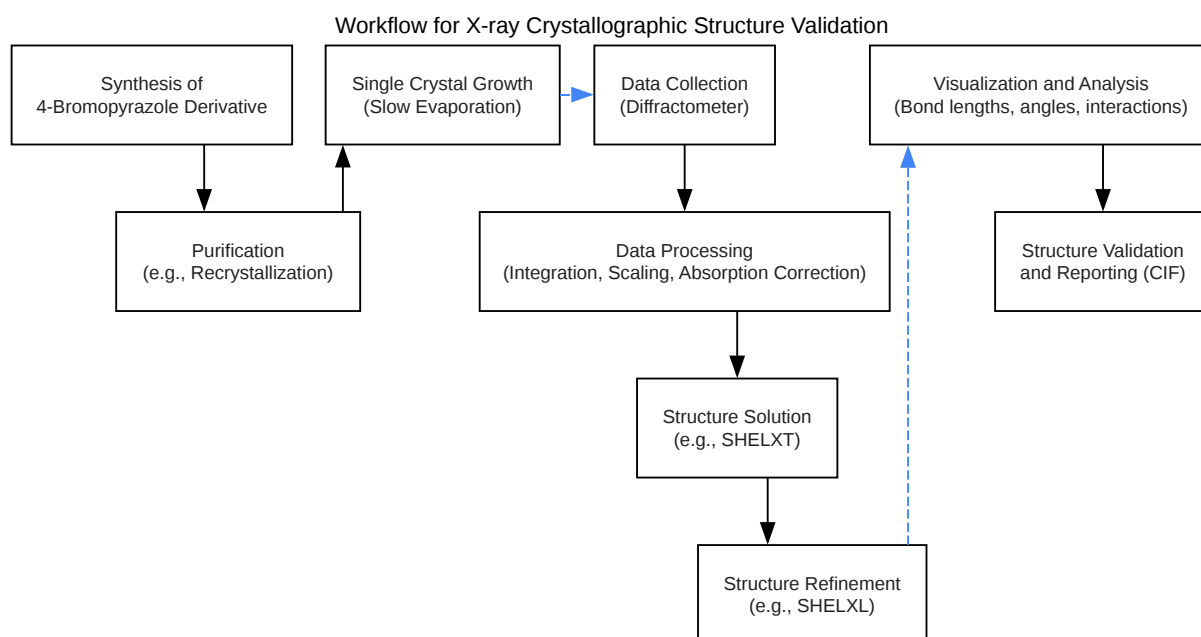 Workflow for X-ray Crystallographic Structure Validation
Synthesis of
4-Bromopyrazole Derivative
Purification
(e.g., Recrystallization)
Single Crystal Growth
(Slow Evaporation)
Data Collection
(Diffractometer)
Data Processing
(Integration, Scaling, Absorption Correction)
Structure Solution
(e.g., SHELXT)
Structure Refinement
(e.g., SHELXL)
Visualization and Analysis
(Bond lengths, angles, interactions)
Structure Validation
and Reporting (CIF)